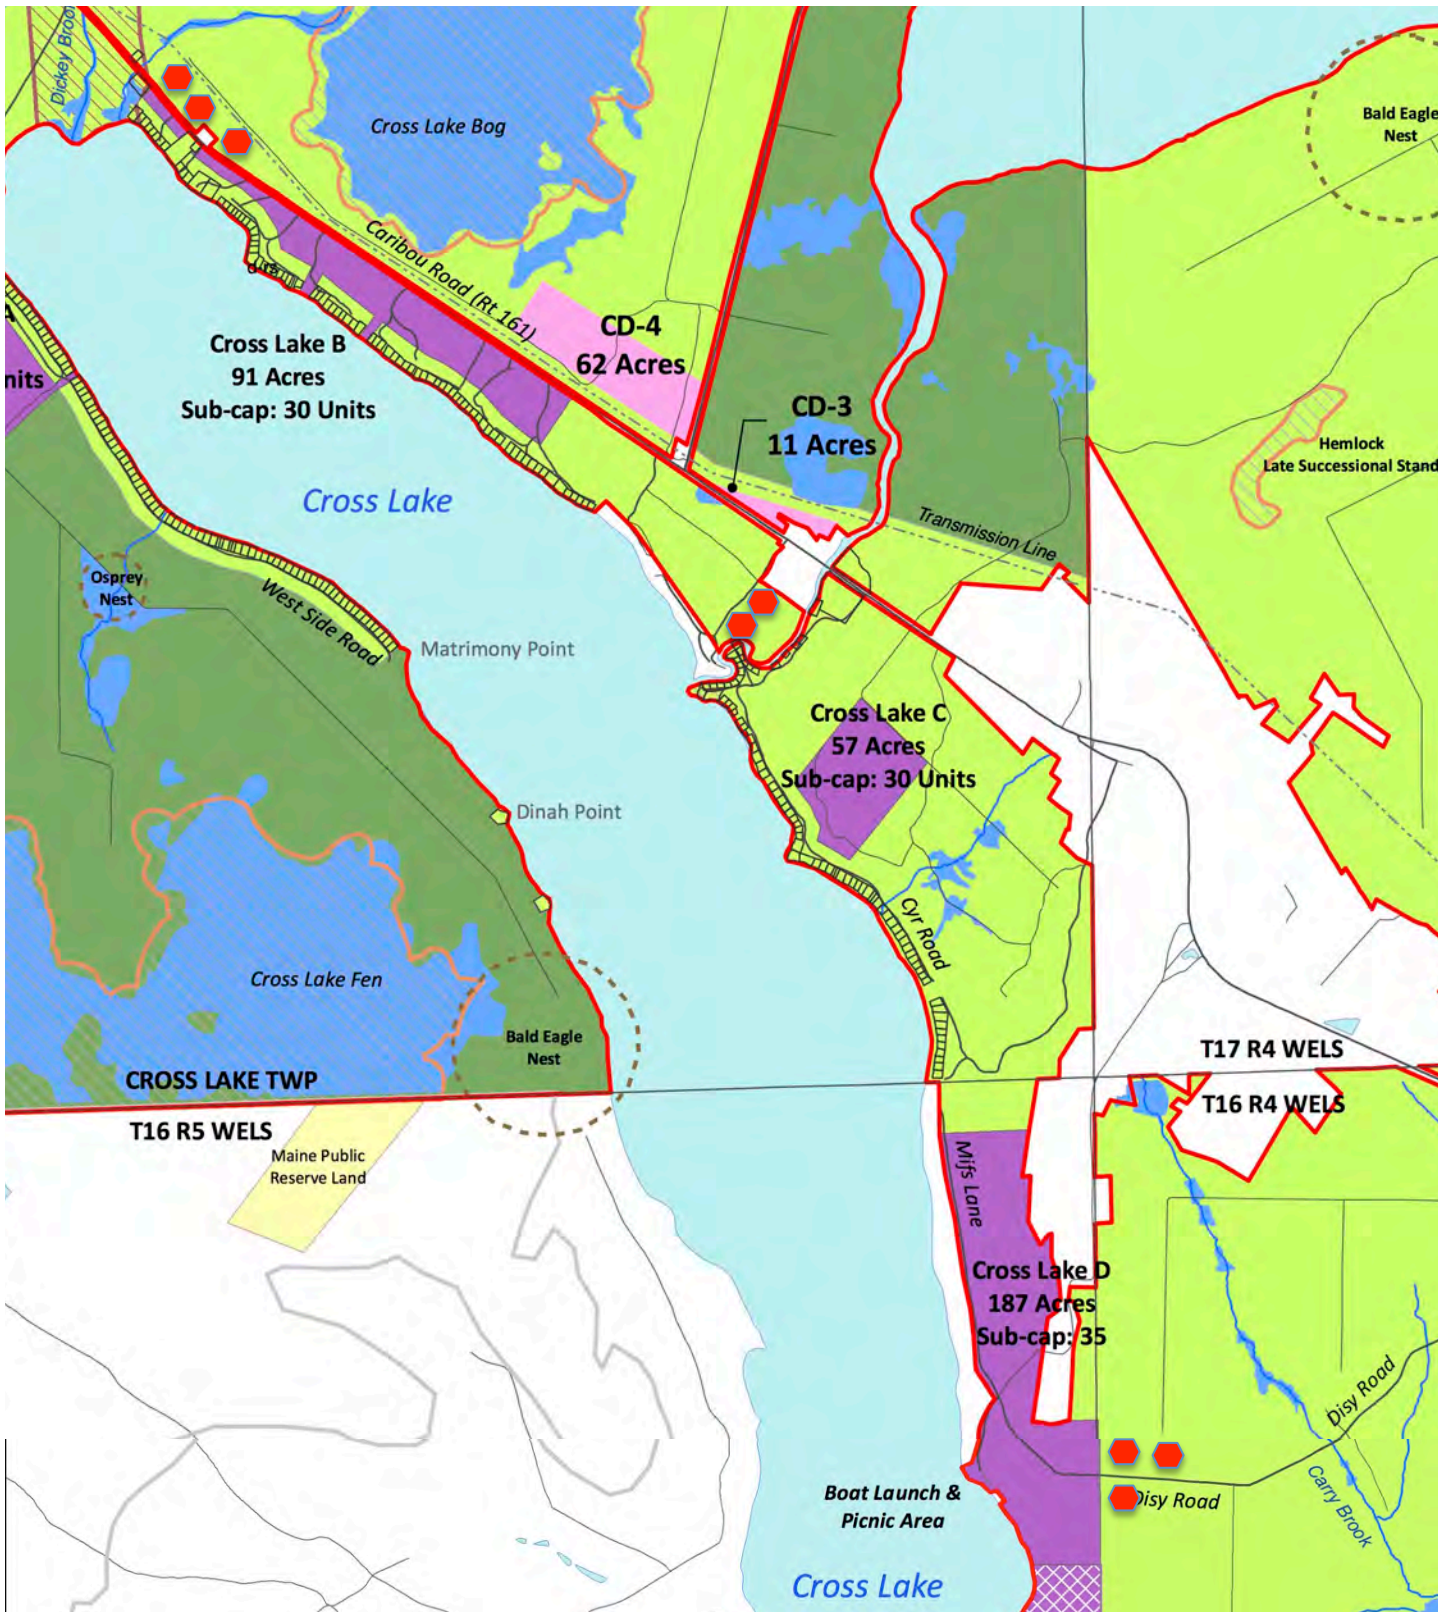 Dickey Brook
Cross Lake Bog
Bald Eagle
Nest
Caribou Road (Rt 161)
CD-4
62 Acres
Cross Lake B
91 Acres
Sub-cap: 30 Units
A
nits
CD-3
11 Acres
Hemlock
Late Successional Stand
Cross Lake
Transmission Line
Osprey
Nest
West Side Road
Matrimony Point
Cross Lake C
57 Acres
Sub-cap: 30 Units
Dinah Point
Cyr Road
Cross Lake Fen
Bald Eagle
Nest
CROSS LAKE TWP
T17 R4 WELS
T16 R4 WELS
T16 R5 WELS
Maine Public
Reserve Land
Mifs Lane
Cross Lake D
187 Acres
Sub-cap: 35
Disy Road
Boat Launch &
Picnic Area
Disy Road
Carry Brook
Cross Lake